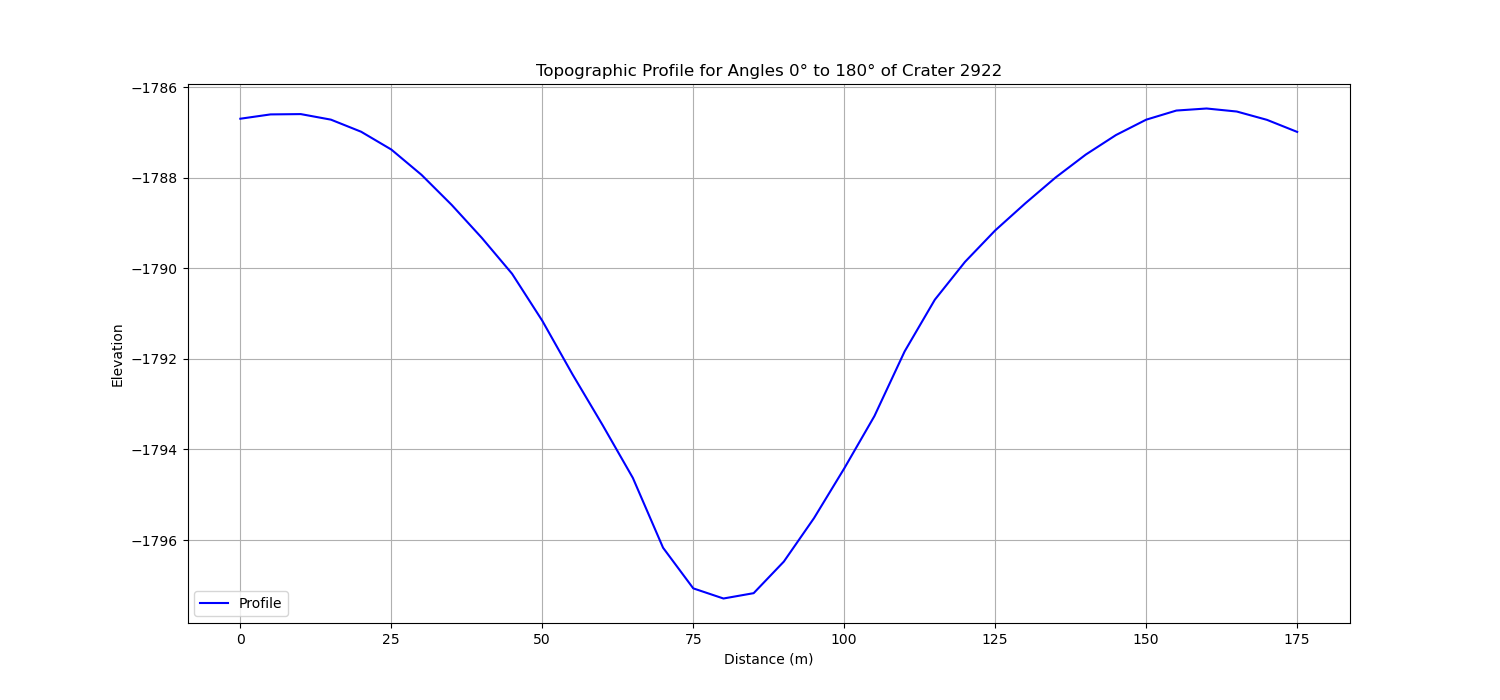 Topographic Profile for Angles 0° to 180° of Crater 2922
−1786
−1788
−1790
−1792
−1794
−1796
Elevation
Profile
0 25 50 75 100 125 150 175
Distance (m)